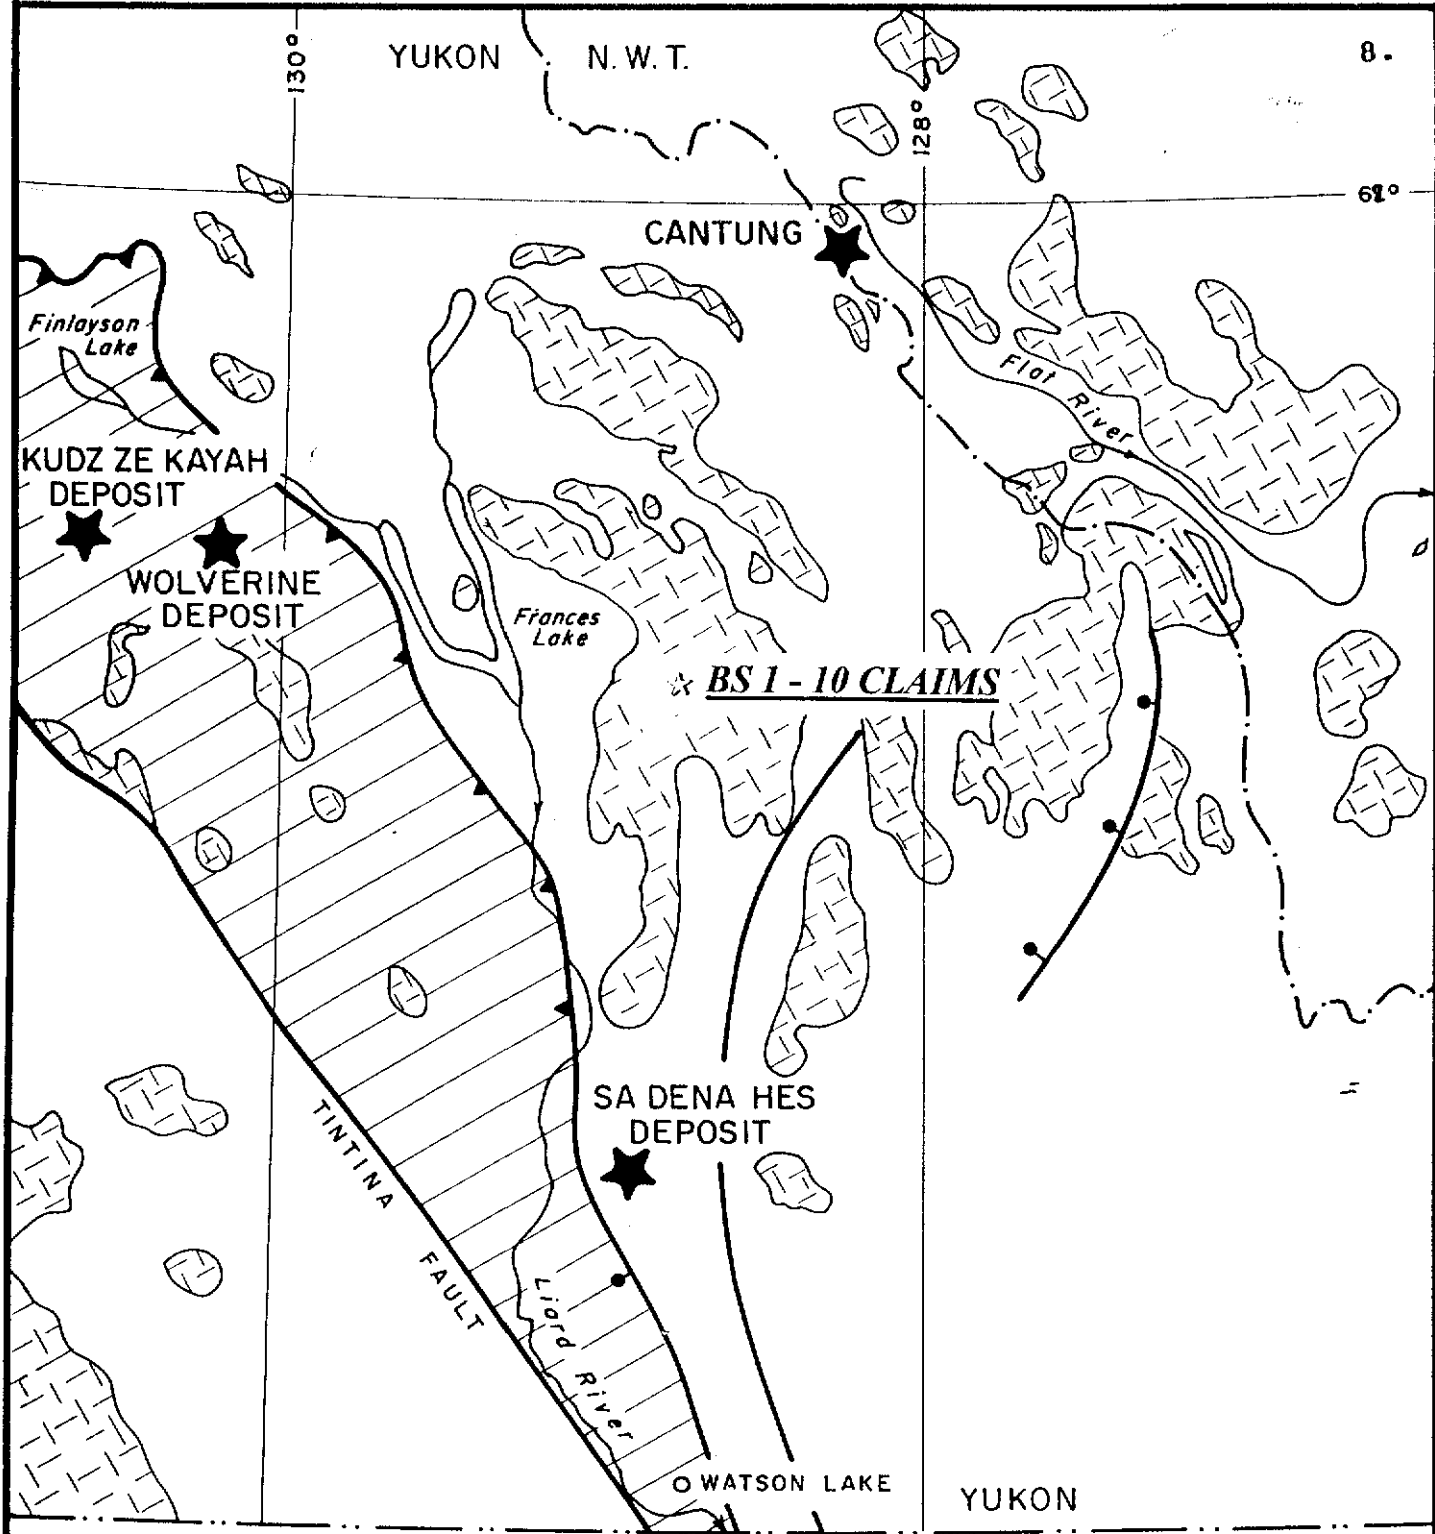 YUKON
N.W.T.
8.
130°
128°
CANTUNG
Finlayson
Lake
Flat River
KUDZ ZE KAYAH
DEPOSIT
WOLVERINE
DEPOSIT
Frances
Lake
BS 1 - 10 CLAIMS
SA DENA HES
DEPOSIT
TINTINA FAULT
Liard River
WATSON LAKE
YUKON